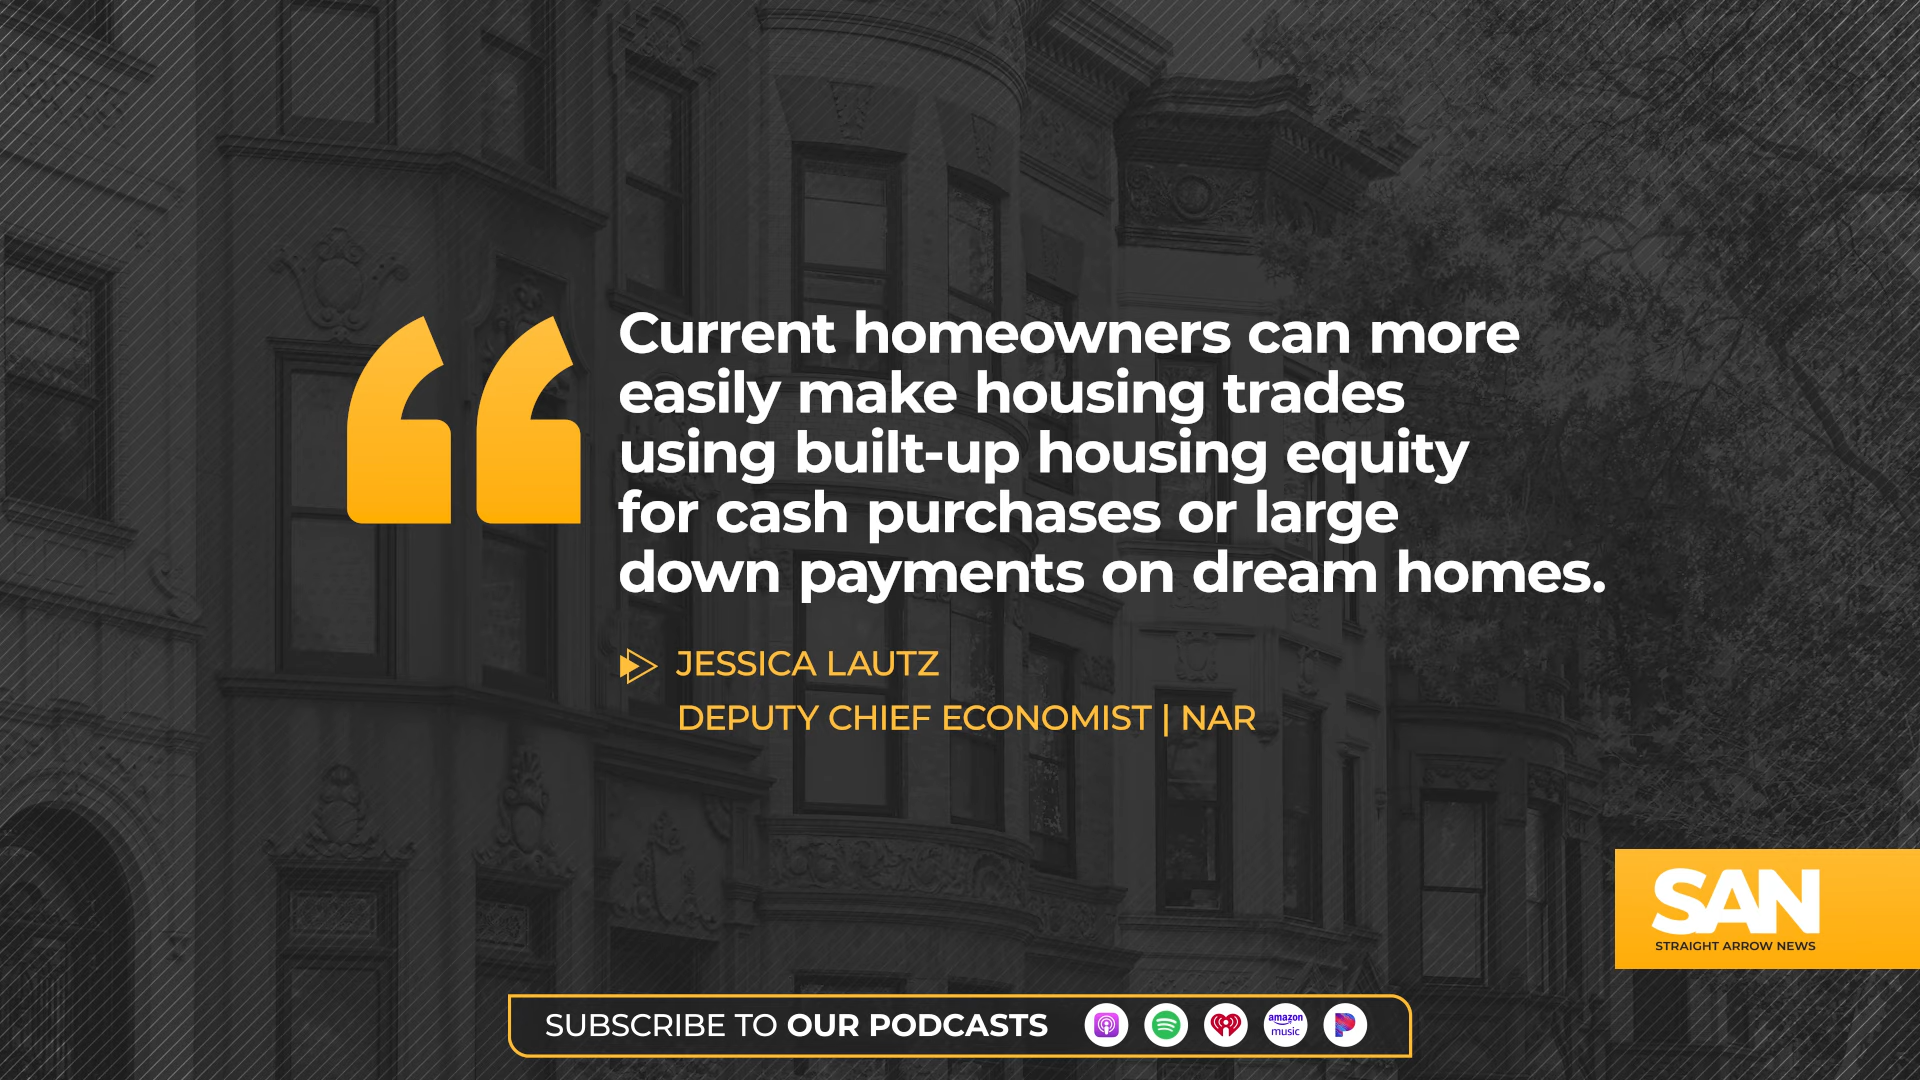 Current homeowners can more
easily make housing trades
using built-up housing equity
for cash purchases or large
down payments on dream homes.
JESSICA LAUTZ
DEPUTY CHIEF ECONOMIST | NAR
SAN
STRAIGHT ARROW NEWS
SUBSCRIBE TO OUR PODCASTS
amazon
music